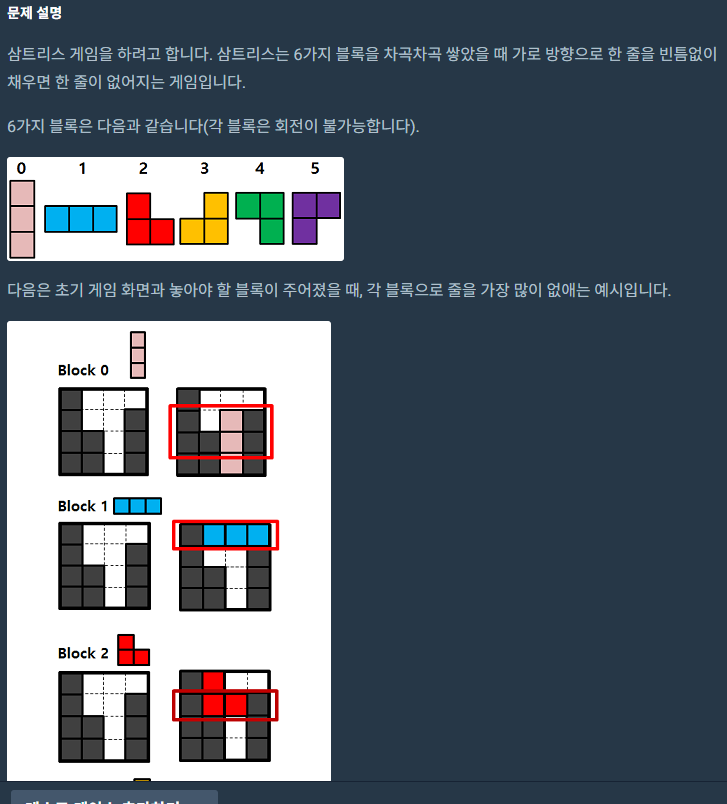 문제 설명
삼트리스 게임을 하려고 합니다. 삼트리스는 6가지 블록을 차곡차곡 쌓았을 때 가로 방향으로 한 줄을 빈틈없이
채우면 한 줄이 없어지는 게임입니다.
6가지 블록은 다음과 같습니다(각 블록은 회전이 불가능합니다).
0 1 2 3 4 5
다음은 초기 게임 화면과 놓아야 할 블록이 주어졌을 때, 각 블록으로 줄을 가장 많이 없애는 예시입니다.
Block 0
Block 1
Block 2